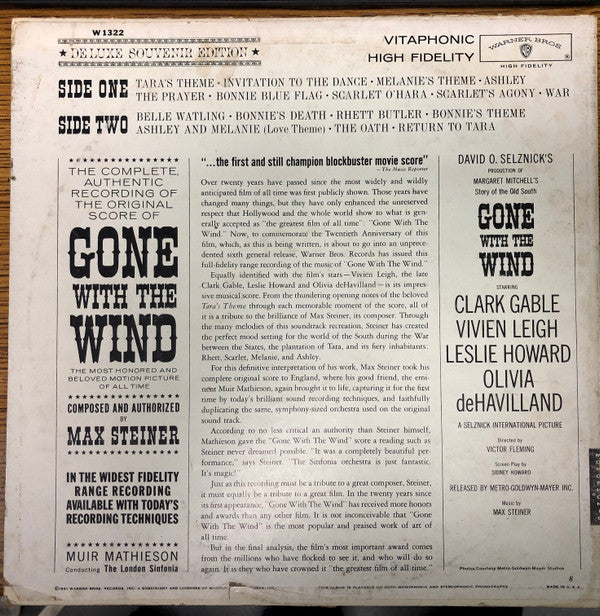 W 1322
★ DE LUXE SOUVENIR EDITION ★
VITAPHONIC
HIGH FIDELITY
WB
WARNER BROS.
HIGH FIDELITY
SIDE ONE TARA'S THEME • INVITATION TO THE DANCE • MELANIE'S THEME • ASHLEY
THE PRAYER • BONNIE BLUE FLAG • SCARLET O'HARA • SCARLET'S AGONY • WAR
SIDE TWO BELLE WATLING • BONNIE'S DEATH • RHETT BUTLER • BONNIE'S THEME
ASHLEY AND MELANIE (Love Theme) • THE OATH • RETURN TO TARA
THE COMPLETE,
AUTHENTIC
RECORDING OF
THE ORIGINAL
SCORE OF
GONE
WITH THE
WIND
THE MOST HONORED AND
BELOVED MOTION PICTURE
OF ALL TIME
COMPOSED AND AUTHORIZED
BY
MAX STEINER
IN THE WIDEST FIDELITY
RANGE RECORDING
AVAILABLE WITH TODAY'S
RECORDING TECHNIQUES
MUIR MATHIESON
Conducting The London Sinfonia
"...the first and still champion blockbuster movie score"
—The Music Reporter
Over twenty years have passed since the most widely and wildly
anticipated film of all time was first publicly shown. Those years have
changed many things, but they have only enhanced the unreserved
respect that Hollywood and the whole world show to what is gen-
erally accepted as "the greatest film of all time": "Gone With The
Wind." Now, to commemorate the Twentieth Anniversary of this
film, which, as this is being written, is about to go into an unprece-
dented sixth general release, Warner Bros. Records has issued this
full-fidelity range recording of the music of "Gone With The Wind."
Equally identified with the film's stars—Vivien Leigh, the late
Clark Gable, Leslie Howard and Olivia deHavilland—is its impres-
sive musical score. From the thundering opening notes of the beloved
Tara's Theme through each memorable moment of the score, all of
it is a tribute to the brilliance of Max Steiner, its composer. Through
the many melodies of this soundtrack recreation, Steiner has created
the perfect mood setting for the world of the South during the War
between the States, the plantation of Tara, and its fiery inhabitants:
Rhett, Scarlet, Melanie, and Ashley.
For this definitive interpretation of his work, Max Steiner took his
complete original score to England, where his good friend, the emi-
nent Muir Mathieson, again brought it to life, capturing it for the first
time by today's brilliant sound recording techniques, and faithfully
duplicating the same, symphony-sized orchestra used on the original
sound track.
According to no less critical an authority than Steiner himself,
Mathieson gave the "Gone With The Wind" score a reading such as
Steiner never dreamed possible. "It was a completely beautiful per-
formance," says Steiner. "The Sinfonia orchestra is just fantastic.
It's magic!"
Just as this recording must be a tribute to a great composer, Steiner,
it must equally be a tribute to a great film. In the twenty years since
its first appearance, "Gone With The Wind" has received more honors
and awards than any other film. It is not inconceivable that "Gone
With The Wind" is the most popular and praised work of art of
all time.
But in the final analysis, the film's most important award comes
from the millions who have flocked to see it, and who will do so
again. It is they who have crowned it "the greatest film of all time."
DAVID O. SELZNICK'S
PRODUCTION OF
MARGARET MITCHELL'S
Story of the Old South
GONE
WITH THE
WIND
STARRING
CLARK GABLE
VIVIEN LEIGH
LESLIE HOWARD
OLIVIA
deHAVILLAND
A SELZNICK INTERNATIONAL PICTURE
Directed by
VICTOR FLEMING
Screen Play by
SIDNEY HOWARD
RELEASED BY METRO-GOLDWYN-MAYER INC.
Music by
MAX STEINER
Photos Courtesy Metro-Goldwyn-Mayer Studios
8
©1961 WARNER BROS. RECORDS, INC. A SUBSIDIARY AND LICENSEE OF WARNER
THIS ALBUM IS PLAYABLE ON BOTH MONOPHONIC AND STEREOPHONIC PHONOGRAPHS
MADE IN U.S.A.